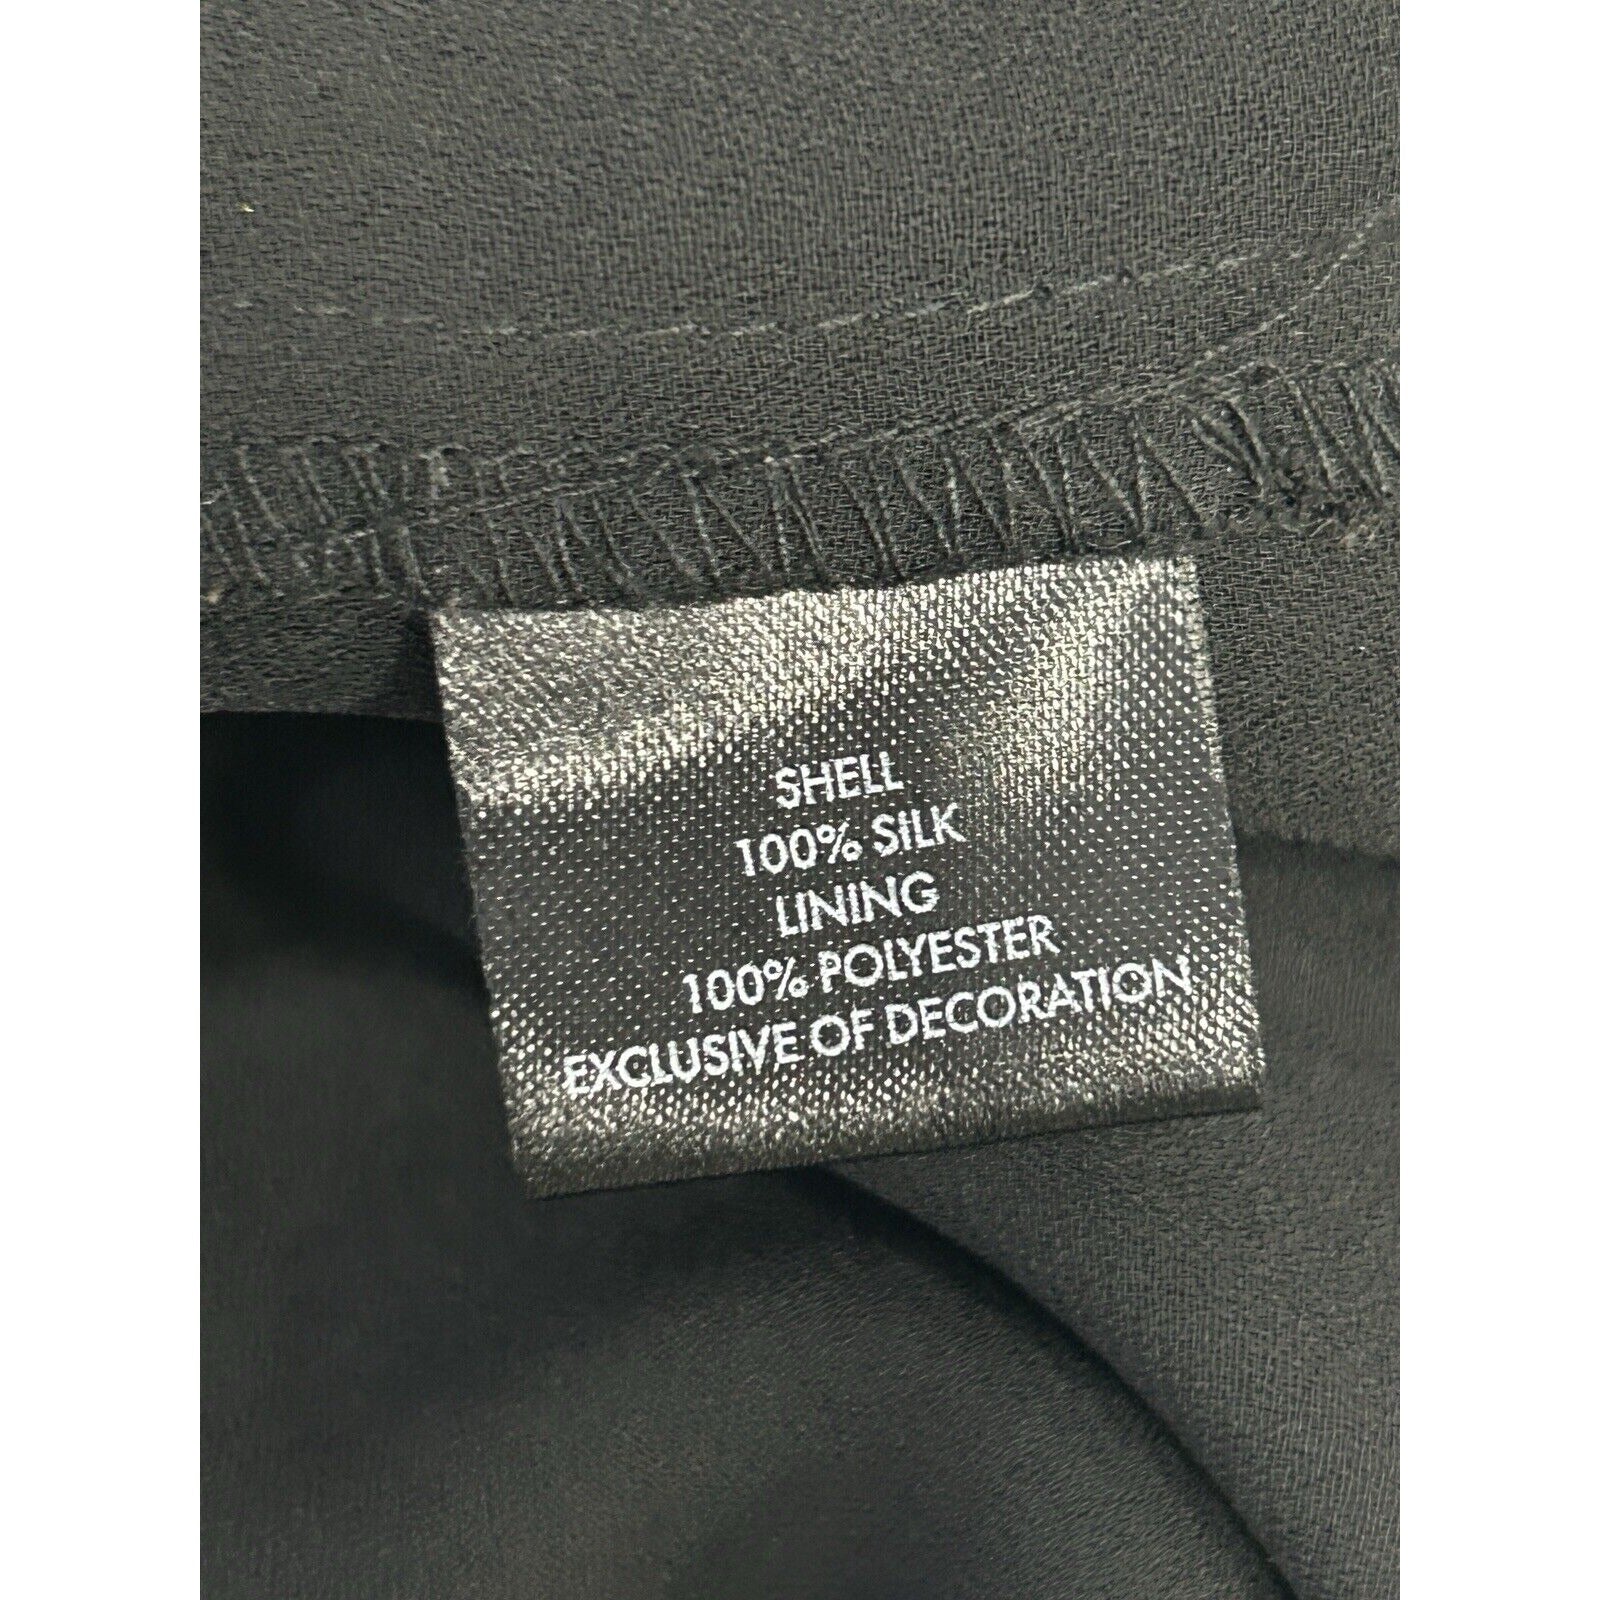 SHELL
100% SILK
LINING
100% POLYESTER
EXCLUSIVE OF DECORATION